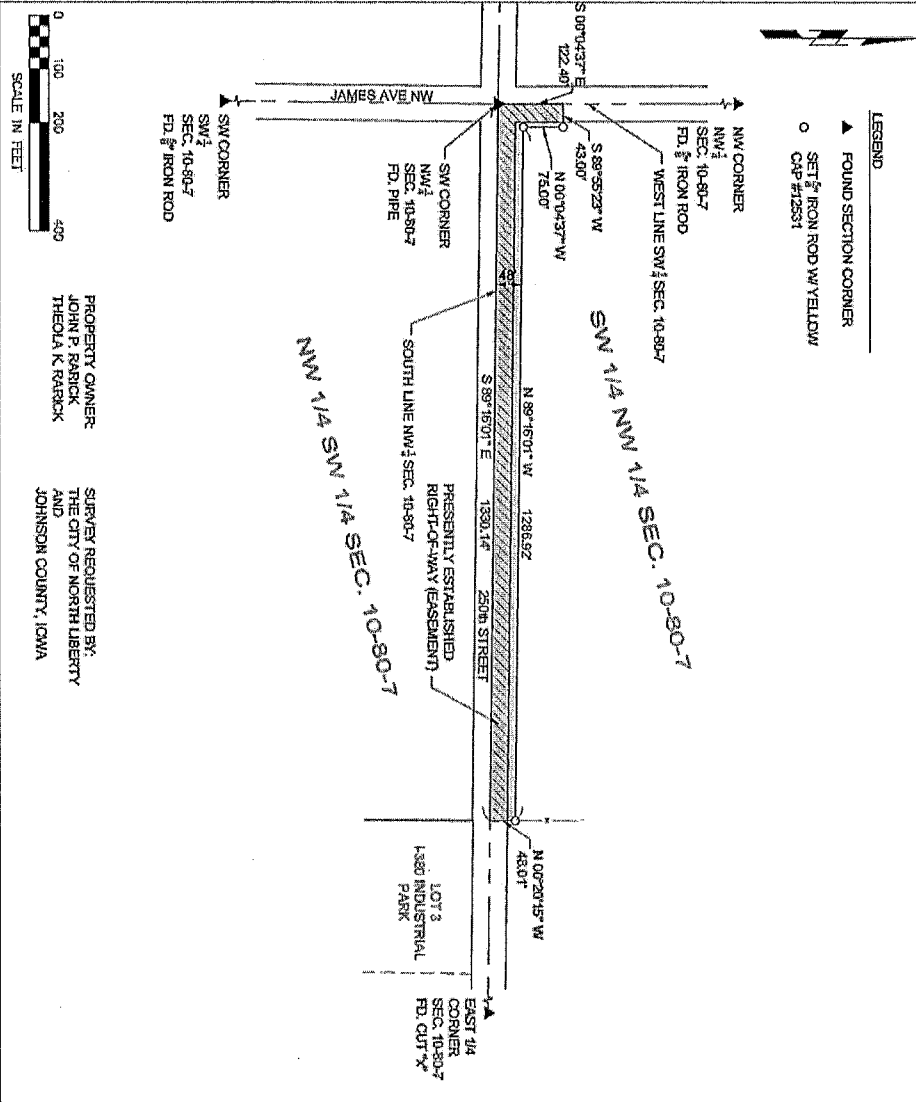 LEGEND
▲ FOUND SECTION CORNER
○ SET 5/8" IRON ROD W/ YELLOW
CAP #12531
NW CORNER
NW 1/4
SEC. 10-80-7
FD. 5/8" IRON ROD
WEST LINE SW 1/4 SEC. 10-80-7
S 89°55'23" W
43.00'
N 00°04'37" W
75.00'
S 00°04'37" E
122.40'
JAMES AVE NW
SW CORNER
SW 1/4
SEC. 10-80-7
FD. 5/8" IRON ROD
SW CORNER
NW 1/4
SEC. 10-80-7
FD. PIPE
48'
SW 1/4 NW 1/4 SEC. 10-80-7
N 89°16'01" W 1286.92'
S 89°16'01" E 1330.14' 250th STREET
SOUTH LINE NW 1/4 SEC. 10-80-7
PRESENTLY ESTABLISHED
RIGHT-OF-WAY (EASEMENT)
NW 1/4 SW 1/4 SEC. 10-80-7
N 00°20'15" W
48.01'
LOT 3
I-380 INDUSTRIAL
PARK
EAST 1/4
CORNER
SEC. 10-80-7
FD. CUT "X"
0 100 200 400
SCALE IN FEET
PROPERTY OWNER:
JOHN P. RARICK
THEOLA K. RARICK
SURVEY REQUESTED BY:
THE CITY OF NORTH LIBERTY
AND
JOHNSON COUNTY, IOWA